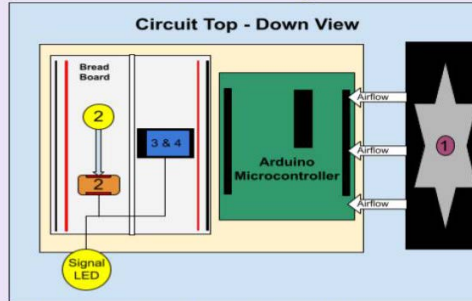 Circuit Top - Down View
Bread
Board
2
3 & 4
2
Signal
LED
Arduino
Microcontroller
Airflow
Airflow
Airflow
1